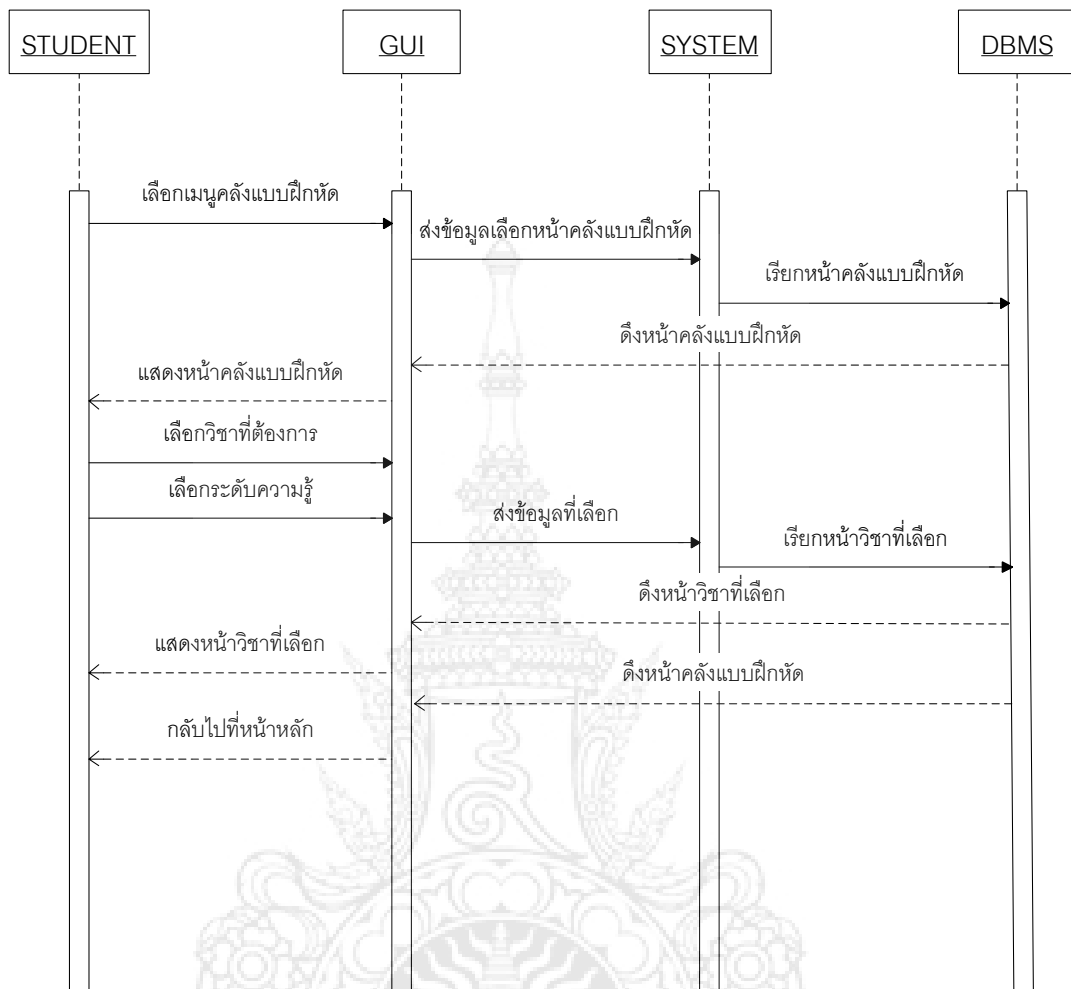 STUDENT
GUI
SYSTEM
DBMS
เลือกเมนูคลังแบบฝึกหัด
ส่งข้อมูลเลือกหน้าคลังแบบฝึกหัด
เรียกหน้าคลังแบบฝึกหัด
ดึงหน้าคลังแบบฝึกหัด
แสดงหน้าคลังแบบฝึกหัด
เลือกวิชาที่ต้องการ
เลือกระดับความรู้
ส่งข้อมูลที่เลือก
เรียกหน้าวิชาที่เลือก
ดึงหน้าวิชาที่เลือก
แสดงหน้าวิชาที่เลือก
ดึงหน้าคลังแบบฝึกหัด
กลับไปที่หน้าหลัก